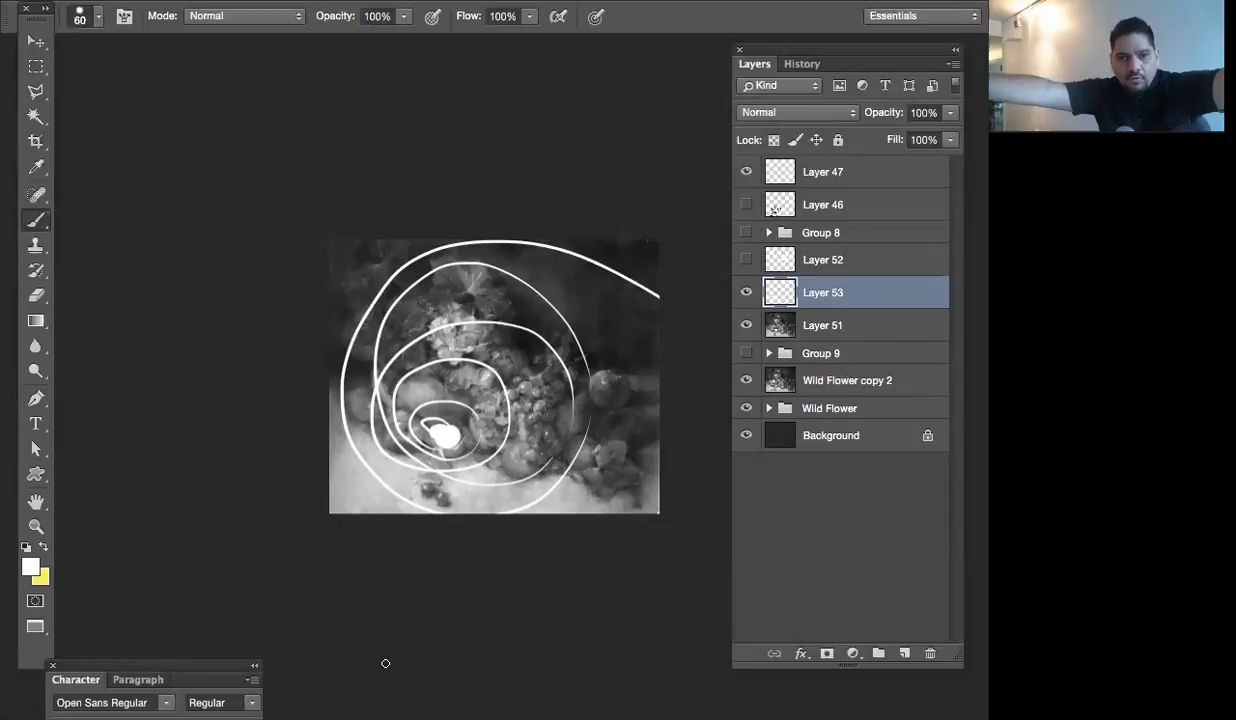 60 Mode: Normal Opacity: 100% Flow: 100% Essentials
Layers History
Kind
Normal Opacity: 100%
Lock: Fill: 100%
Layer 47
Layer 46
Group 8
Layer 52
Layer 53
Layer 51
Group 9
Wild Flower copy 2
Wild Flower
Background
Character Paragraph
Open Sans Regular Regular